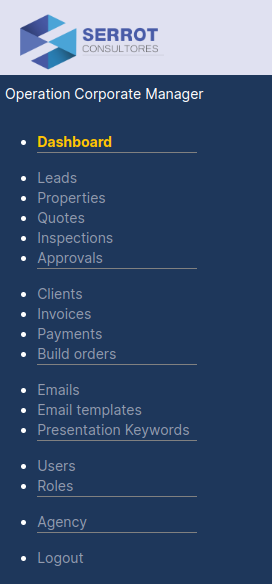 SERROT
CONSULTORES
Operation Corporate Manager
Dashboard
Leads
Properties
Quotes
Inspections
Approvals
Clients
Invoices
Payments
Build orders
Emails
Email templates
Presentation Keywords
Users
Roles
Agency
Logout